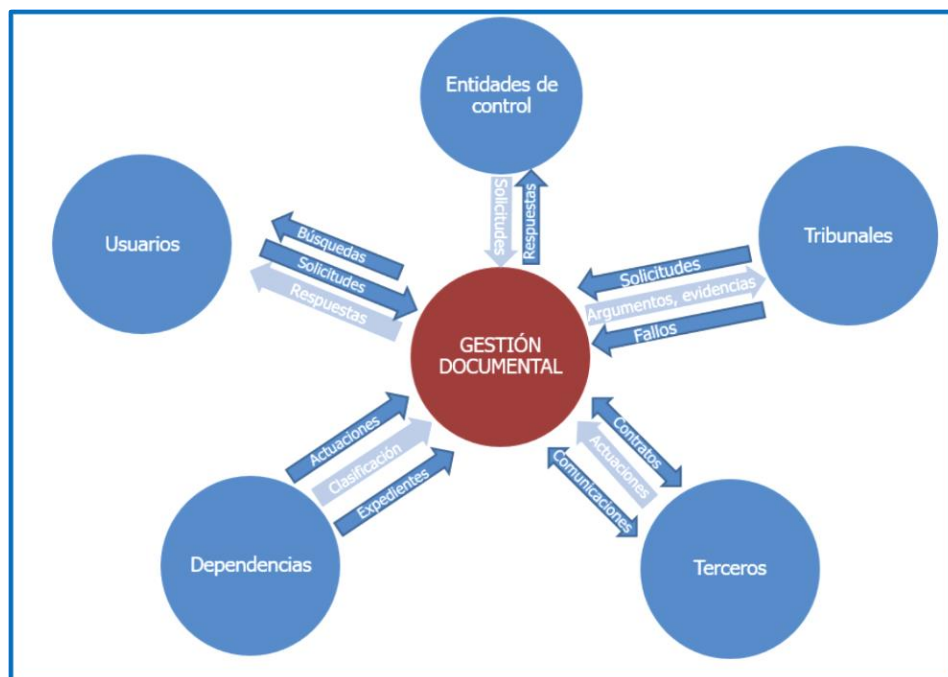 Entidades de
control
Solicitudes
Respuestas
Usuarios
Búsquedas
Solicitudes
Respuestas
Tribunales
Solicitudes
Argumentos, evidencias
Fallos
GESTIÓN
DOCUMENTAL
Actuaciones
Clasificación
Expedientes
Dependencias
Contratos
Actuaciones
Comunicaciones
Terceros